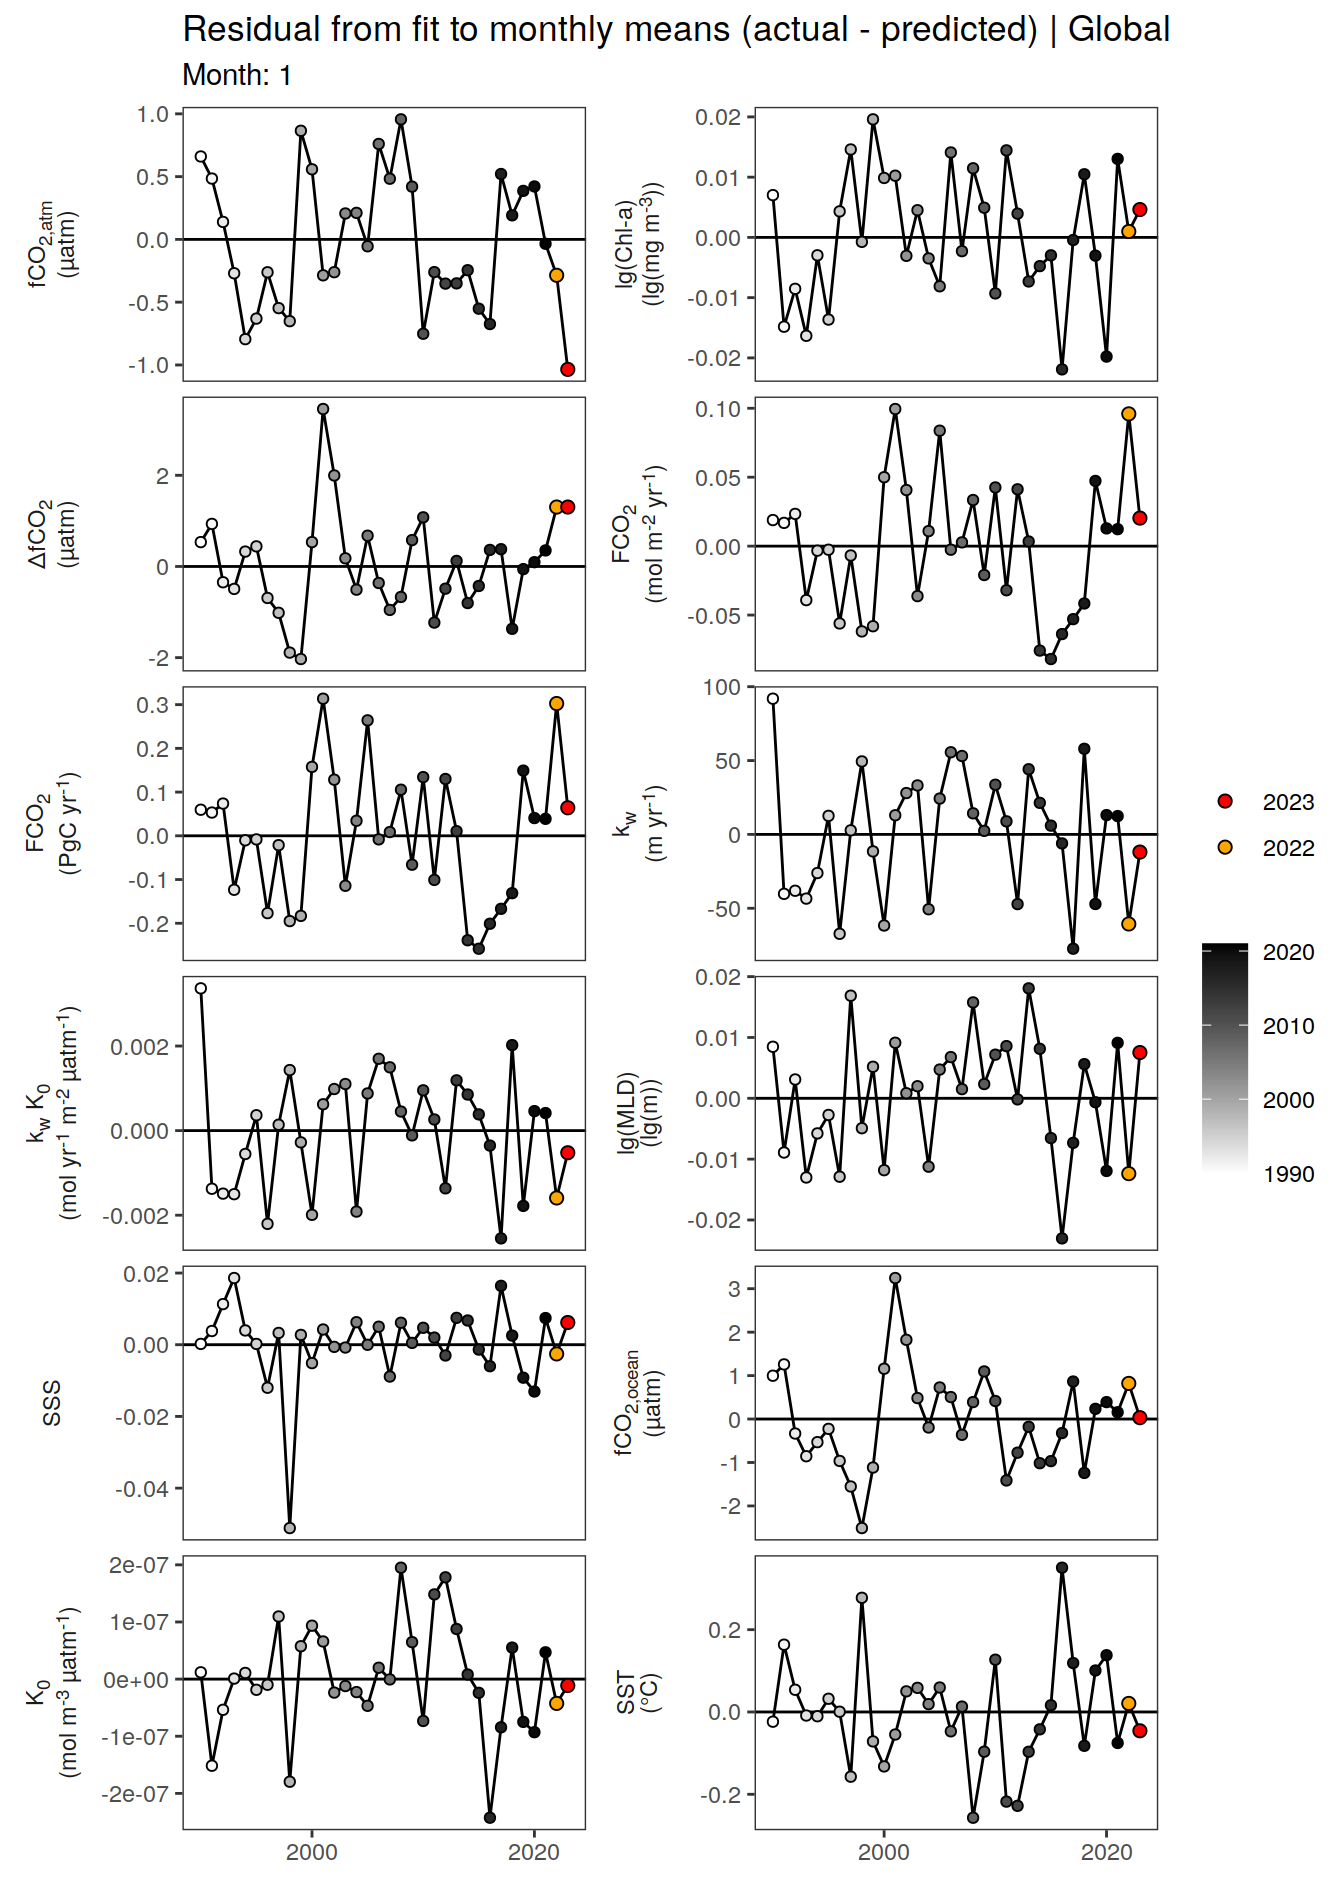 Residual from fit to monthly means (actual - predicted) | Global
Month: 1
fCO2,atm
(µatm)
1.0
0.5
0.0
-0.5
-1.0
lg(Chl-a)
(lg(mg m-3))
0.02
0.01
0.00
-0.01
-0.02
ΔfCO2
(µatm)
2
0
-2
FCO2
(mol m-2 yr-1)
0.10
0.05
0.00
-0.05
FCO2
(PgC yr-1)
0.3
0.2
0.1
0.0
-0.1
-0.2
kw
(m yr-1)
100
50
0
-50
kw K0
(mol yr-1 m-2 µatm-1)
0.002
0.000
-0.002
lg(MLD)
(lg(m))
0.02
0.01
0.00
-0.01
-0.02
SSS
0.02
0.00
-0.02
-0.04
fCO2,ocean
(µatm)
3
2
1
0
-1
-2
K0
(mol m-3 µatm-1)
2e-07
1e-07
0e+00
-1e-07
-2e-07
SST
(°C)
0.2
0.0
-0.2
2000
2020
2000
2020
2023
2022
2020
2010
2000
1990